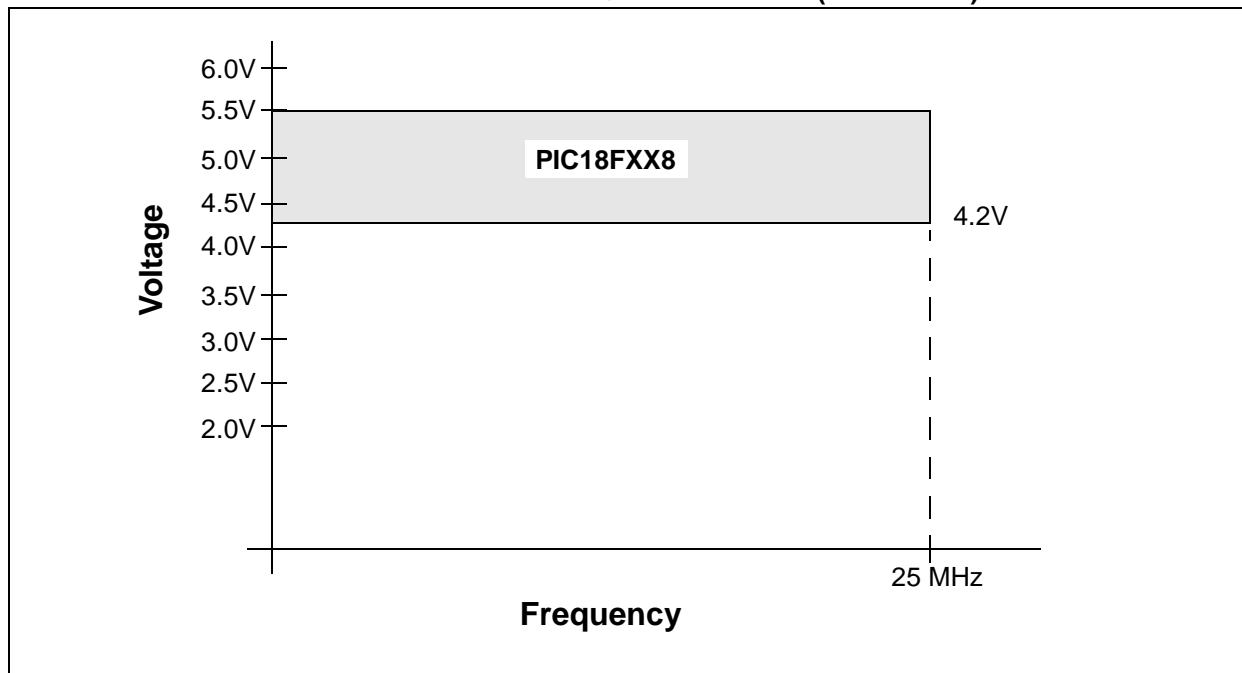 6.0V
5.5V
5.0V
4.5V
4.0V
3.5V
3.0V
2.5V
2.0V
Voltage
PIC18FXX8
4.2V
25 MHz
Frequency